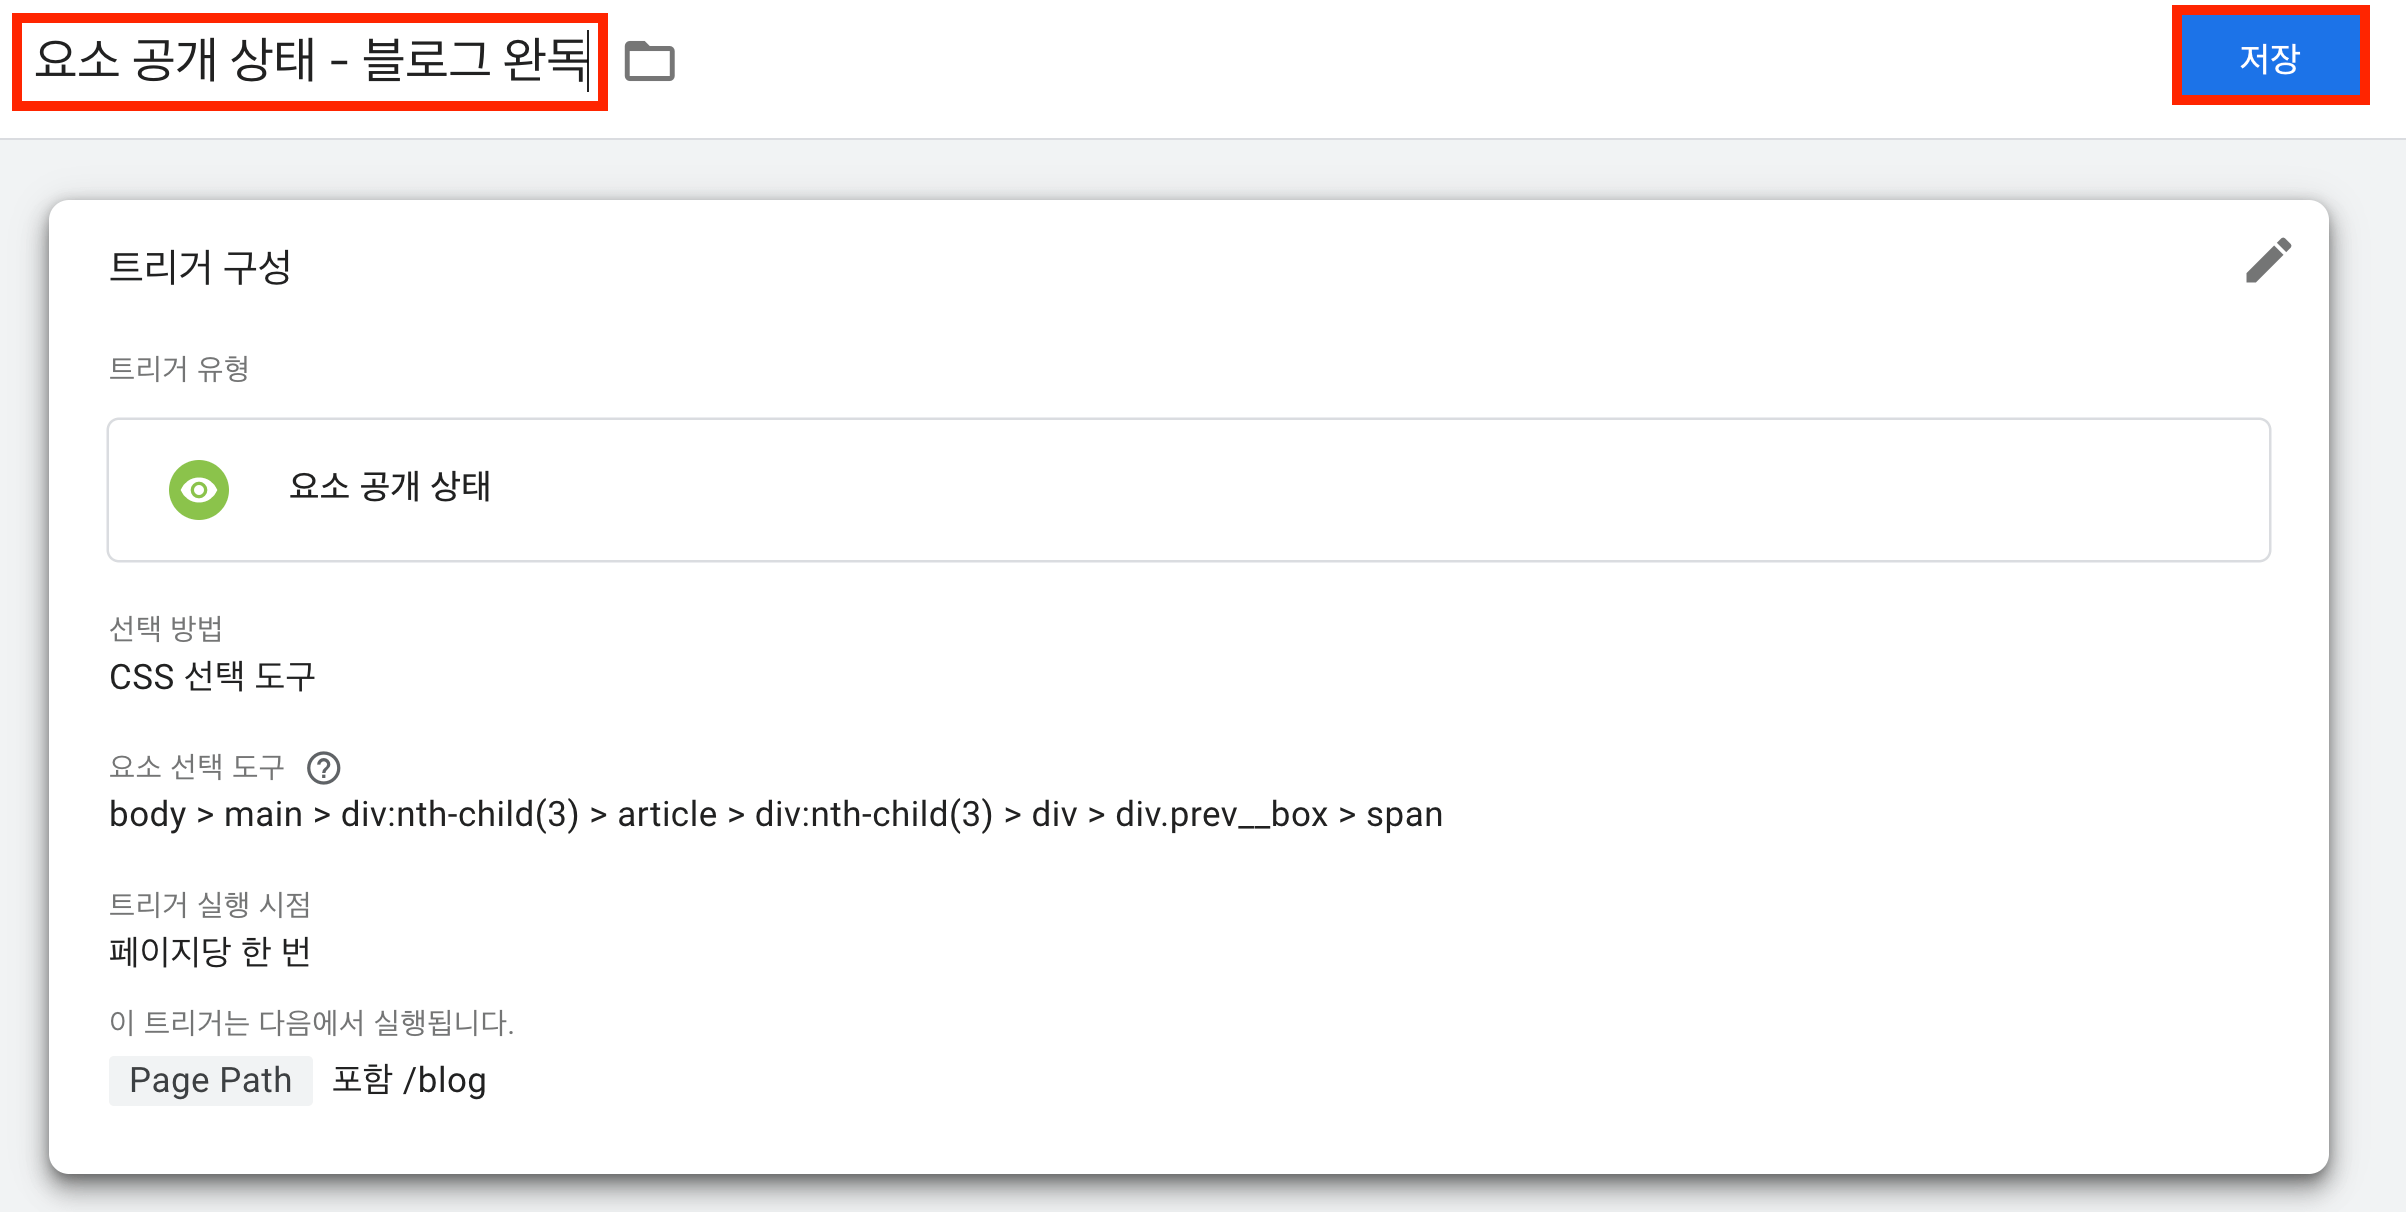 요소 공개 상태 - 블로그 완독
저장
트리거 구성
트리거 유형
요소 공개 상태
선택 방법
CSS 선택 도구
요소 선택 도구
body > main > div:nth-child(3) > article > div:nth-child(3) > div > div.prev__box > span
트리거 실행 시점
페이지당 한 번
이 트리거는 다음에서 실행됩니다.
Page Path 포함 /blog